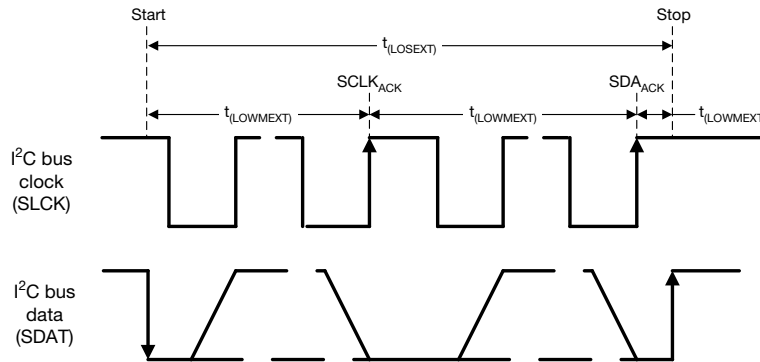 Start Stop
t(LOSEXT)
SCLKACK SDAACK
t(LOWMEXT) t(LOWMEXT) t(LOWMEXT)
I²C bus
clock
(SLCK)
I²C bus
data
(SDAT)